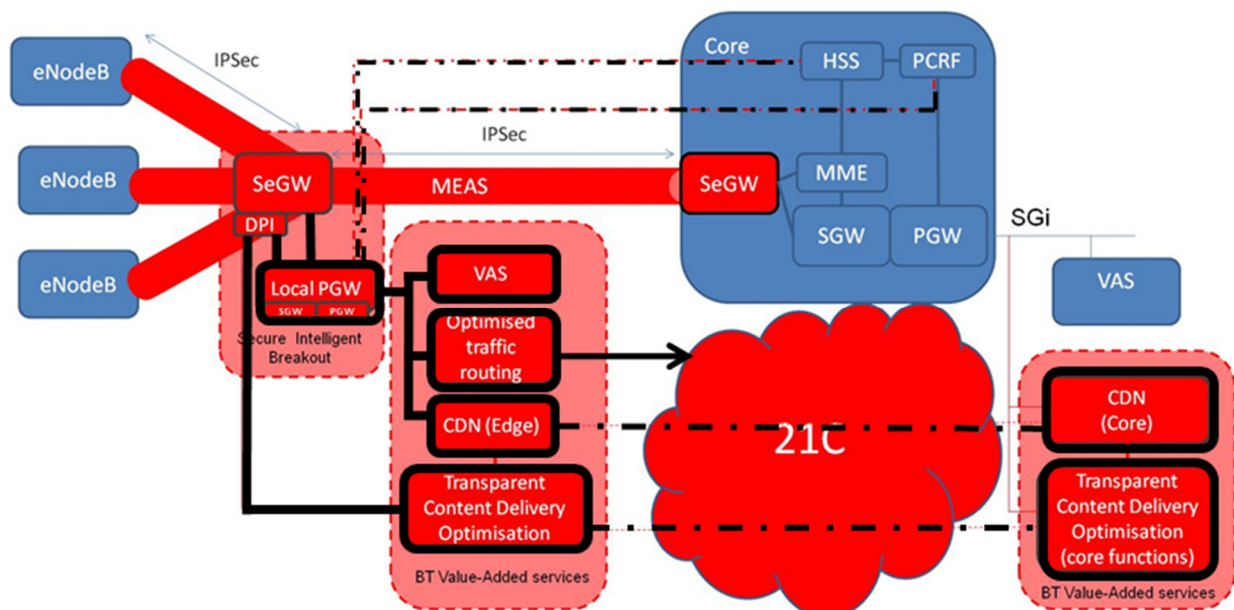 eNodeB
IPSec
Core
HSS
PCRF
IPSec
eNodeB
SeGW
MEAS
SeGW
MME
DPI
SGW
PGW
SGi
eNodeB
Local PGW
SGW
PGW
VAS
VAS
Secure Intelligent
Breakout
Optimised
traffic
routing
CDN (Edge)
21C
CDN
(Core)
Transparent
Content Delivery
Optimisation
Transparent
Content Delivery
Optimisation
(core functions)
BT Value-Added services
BT Value-Added services